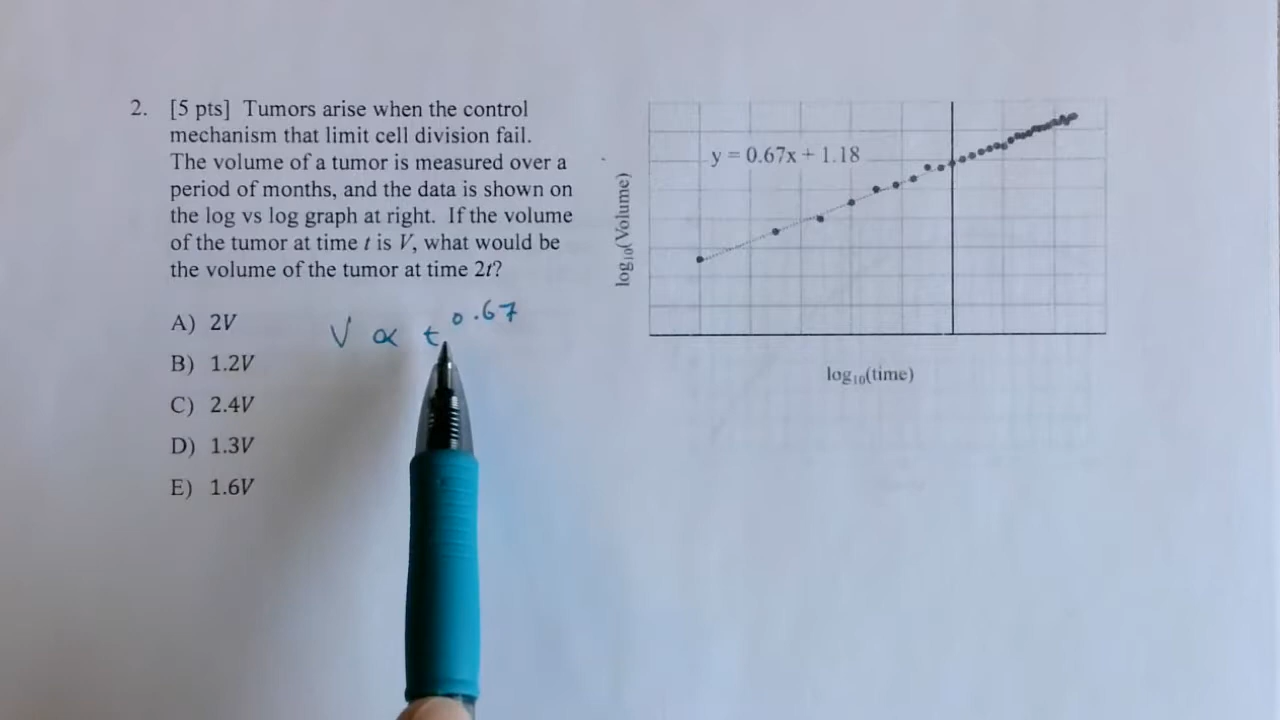 2. [5 pts] Tumors arise when the control
mechanism that limit cell division fail.
The volume of a tumor is measured over a
period of months, and the data is shown on
the log vs log graph at right. If the volume
of the tumor at time t is V, what would be
the volume of the tumor at time 2t?
A) 2V
B) 1.2V
C) 2.4V
D) 1.3V
E) 1.6V
V ∝ t^0.67
y = 0.67x + 1.18
log₁₀(Volume)
log₁₀(time)